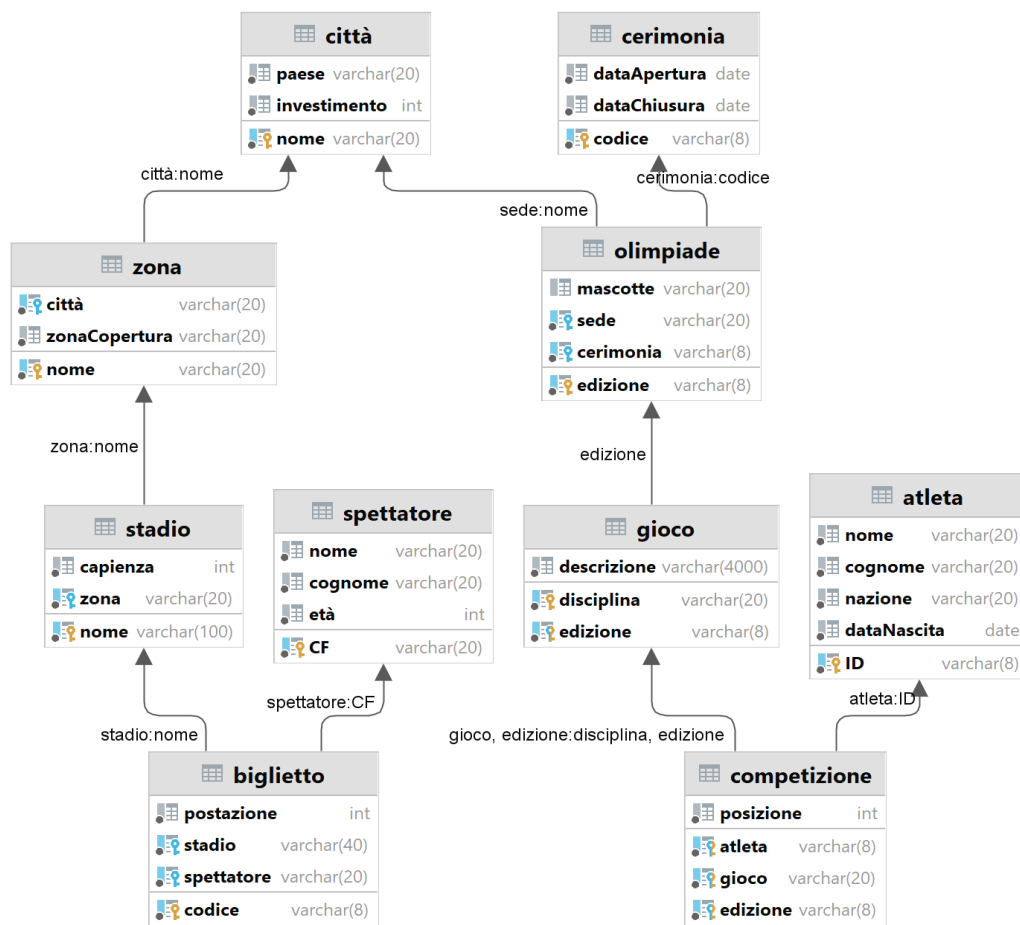 città
paese varchar(20)
investimento int
nome varchar(20)
cerimonia
dataApertura date
dataChiusura date
codice varchar(8)
città:nome
cerimonia:codice
sede:nome
zona
città varchar(20)
zonaCopertura varchar(20)
nome varchar(20)
olimpiade
mascotte varchar(20)
sede varchar(20)
cerimonia varchar(8)
edizione varchar(8)
zona:nome
edizione
stadio
capienza int
zona varchar(20)
nome varchar(100)
spettatore
nome varchar(20)
cognome varchar(20)
età int
CF varchar(20)
gioco
descrizione varchar(4000)
disciplina varchar(20)
edizione varchar(8)
atleta
nome varchar(20)
cognome varchar(20)
nazione varchar(20)
dataNascita date
ID varchar(8)
stadio:nome
spettatore:CF
gioco, edizione:disciplina, edizione
atleta:ID
biglietto
postazione int
stadio varchar(40)
spettatore varchar(20)
codice varchar(8)
competizione
posizione int
atleta varchar(8)
gioco varchar(20)
edizione varchar(8)